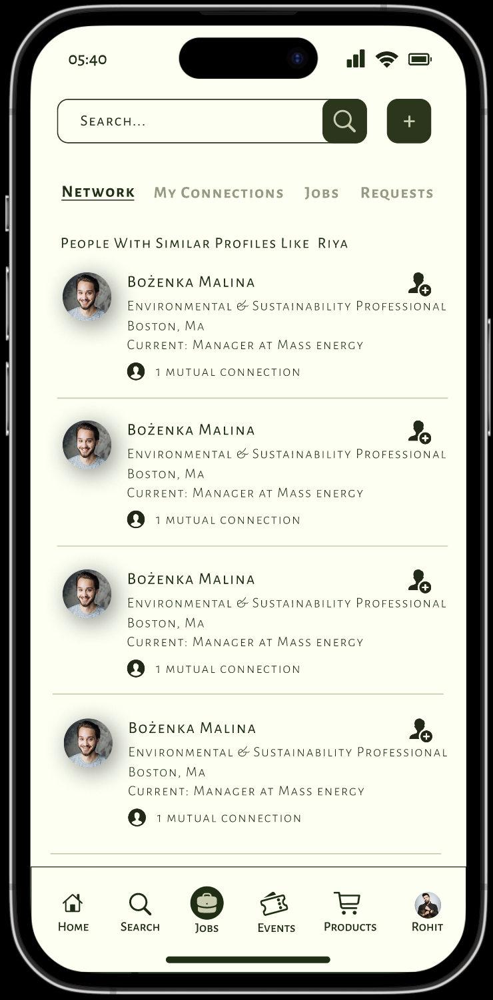 05:40
Search...
+
Network My Connections Jobs Requests
People With Similar Profiles Like Riya
Bożenka Malina
Environmental & Sustainability Professional
Boston, Ma
Current: Manager at Mass energy
1 mutual connection
Bożenka Malina
Environmental & Sustainability Professional
Boston, Ma
Current: Manager at Mass energy
1 mutual connection
Bożenka Malina
Environmental & Sustainability Professional
Boston, Ma
Current: Manager at Mass energy
1 mutual connection
Bożenka Malina
Environmental & Sustainability Professional
Boston, Ma
Current: Manager at Mass energy
1 mutual connection
Home Search Jobs Events Products Rohit